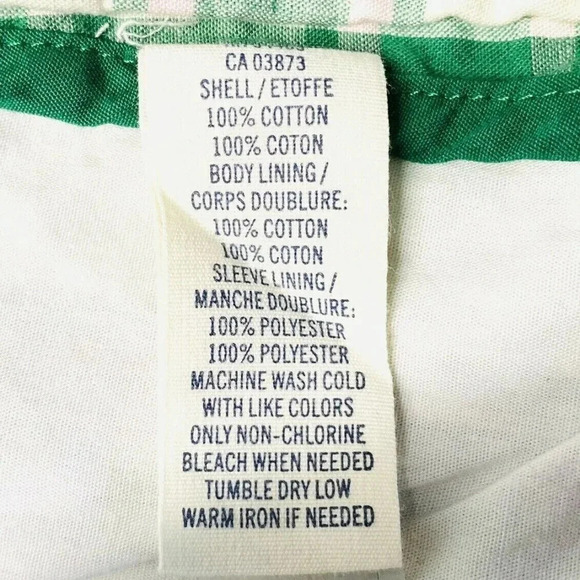 CA 03873
SHELL / ETOFFE
100% COTTON
100% COTON
BODY LINING /
CORPS DOUBLURE:
100% COTTON
100% COTON
SLEEVE LINING /
MANCHE DOUBLURE:
100% POLYESTER
100% POLYESTER
MACHINE WASH COLD
WITH LIKE COLORS
ONLY NON-CHLORINE
BLEACH WHEN NEEDED
TUMBLE DRY LOW
WARM IRON IF NEEDED